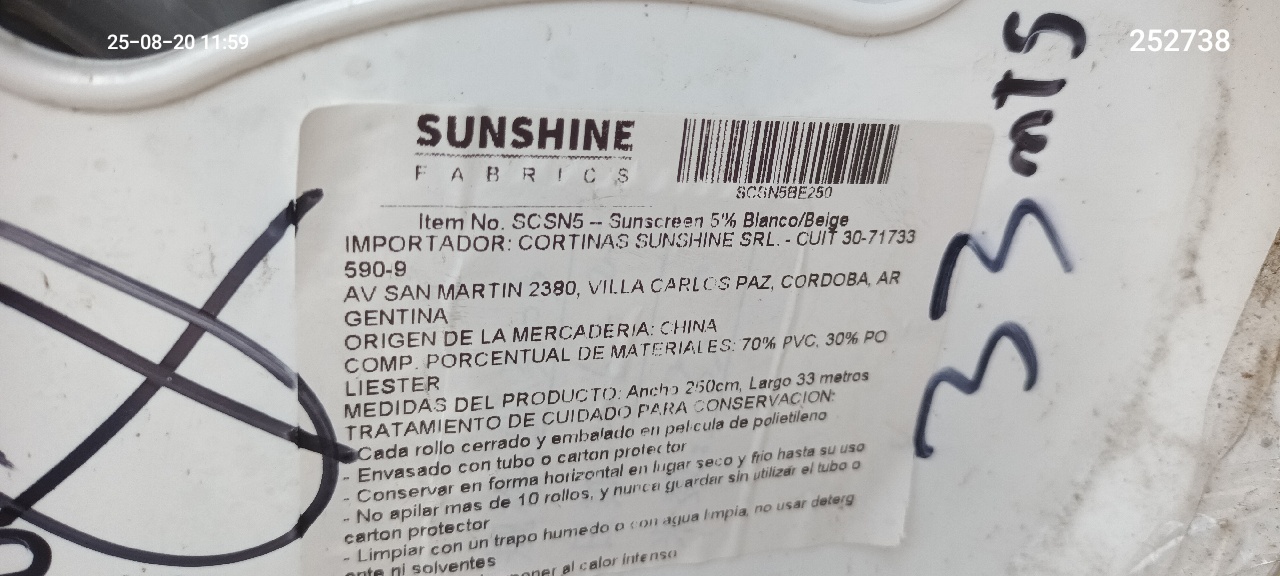 25-08-20 11:59
252738
SUNSHINE
FABRICS
SCSN5BE250
Item No. SCSN5 – Sunscreen 5% Blanco/Beige
IMPORTADOR: CORTINAS SUNSHINE SRL. - CUIT 30-71733
590-9
AV SAN MARTIN 2380, VILLA CARLOS PAZ, CORDOBA, AR
GENTINA
ORIGEN DE LA MERCADERIA: CHINA
COMP. PORCENTUAL DE MATERIALES: 70% PVC, 30% PO
LIESTER
MEDIDAS DEL PRODUCTO: Ancho 250cm, Largo 33 metros
TRATAMIENTO DE CUIDADO PARA CONSERVACION:
- Cada rollo cerrado y embalado en pelicula de polietileno
- Envasado con tubo o carton protector
- Conservar en forma horizontal en lugar seco y frio hasta su uso
- No apilar mas de 10 rollos, y nunca guardar sin utilizar el tubo o
carton protector
- Limpiar con un trapo humedo o con agua limpia, no usar deterg
ente ni solventes
al calor intenso
33 mts